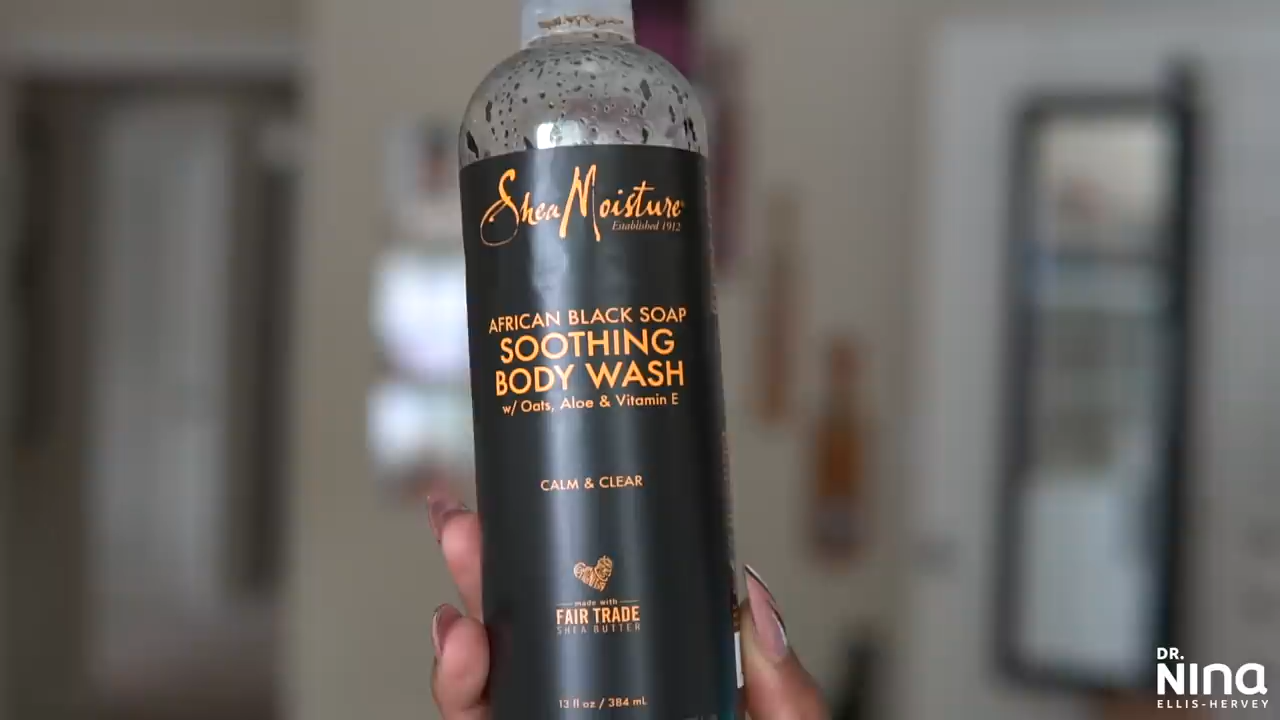 SheaMoisture
Established 1912
AFRICAN BLACK SOAP
SOOTHING
BODY WASH
w/ Oats, Aloe & Vitamin E
CALM & CLEAR
made with
FAIR TRADE
SHEA BUTTER
13 fl oz / 384 mL
DR.
Nina
ELLIS-HERVEY